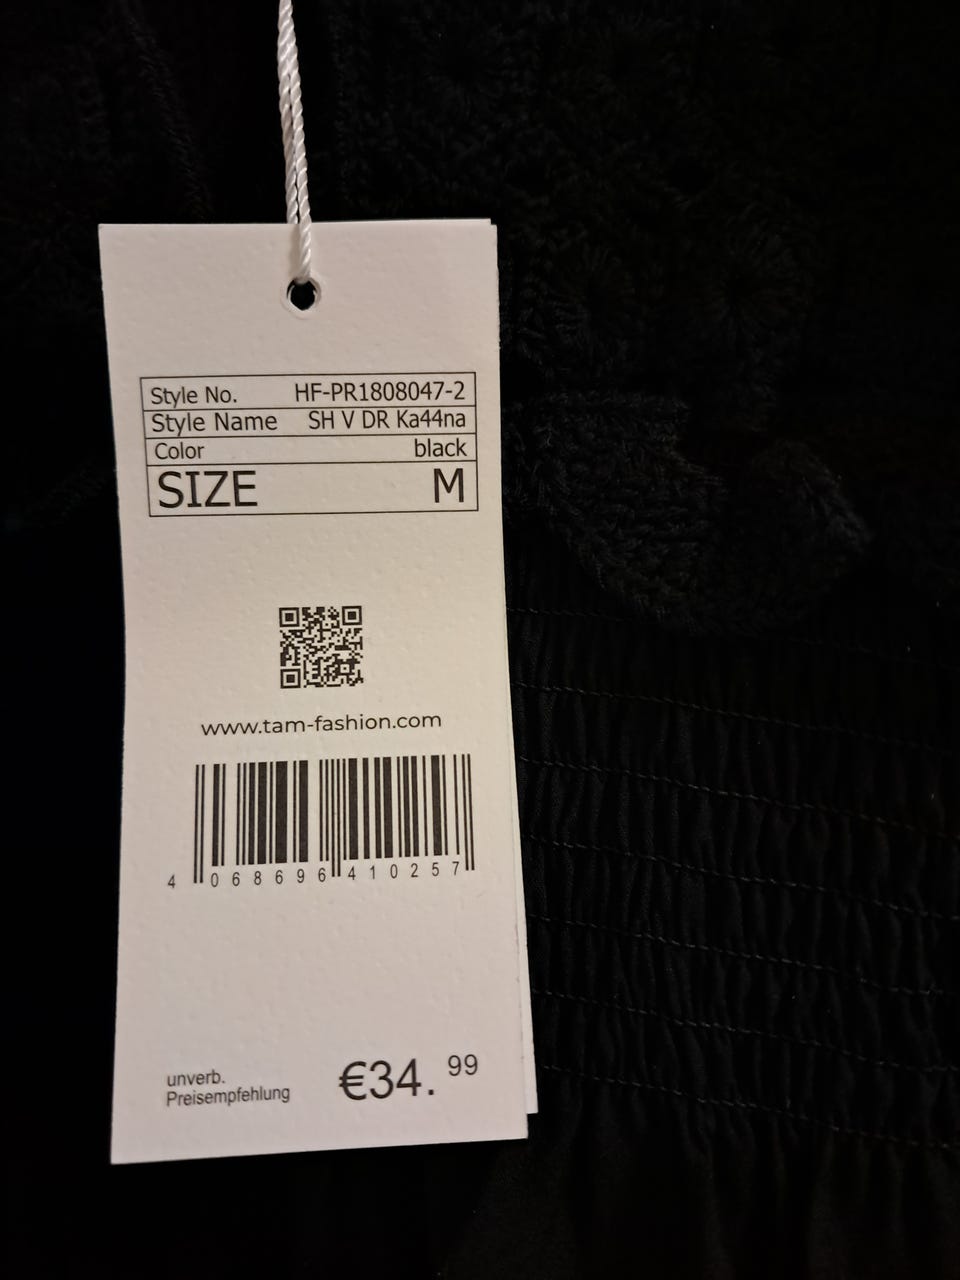 Style No. HF-PR1808047-2
Style Name SH V DR Ka44na
Color black
SIZE M
www.tam-fashion.com
4 068696 410257
unverb.
Preisempfehlung €34.99